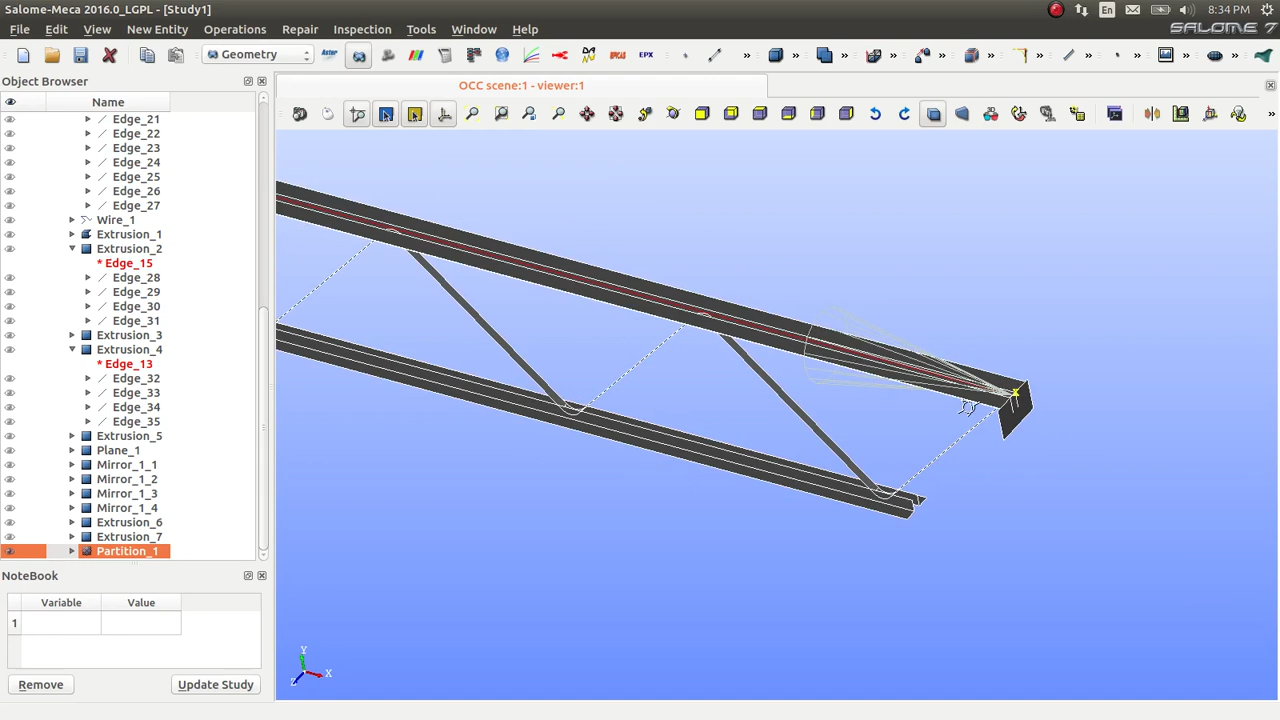 Salome-Meca 2016.0_LGPL - [Study1]
En
8:34 PM
File Edit View New Entity Operations Repair Inspection Tools Window Help
SALOME 7
Geometry
Aster
EFICAS
EPX
Object Browser
OCC scene:1 - viewer:1
Name
Edge_21
Edge_22
Edge_23
Edge_24
Edge_25
Edge_26
Edge_27
Wire_1
Extrusion_1
Extrusion_2
* Edge_15
Edge_28
Edge_29
Edge_30
Edge_31
Extrusion_3
Extrusion_4
* Edge_13
Edge_32
Edge_33
Edge_34
Edge_35
Extrusion_5
Plane_1
Mirror_1_1
Mirror_1_2
Mirror_1_3
Mirror_1_4
Extrusion_6
Extrusion_7
Partition_1
NoteBook
Variable Value
1
Remove Update Study
Y
X
Z